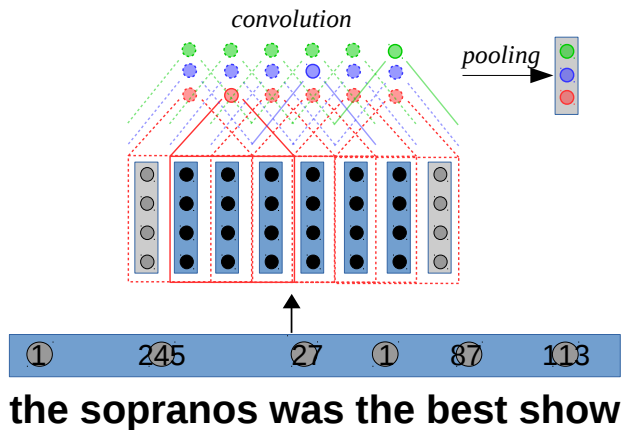 convolution
pooling
1 245 27 1 87 113
the sopranos was the best show